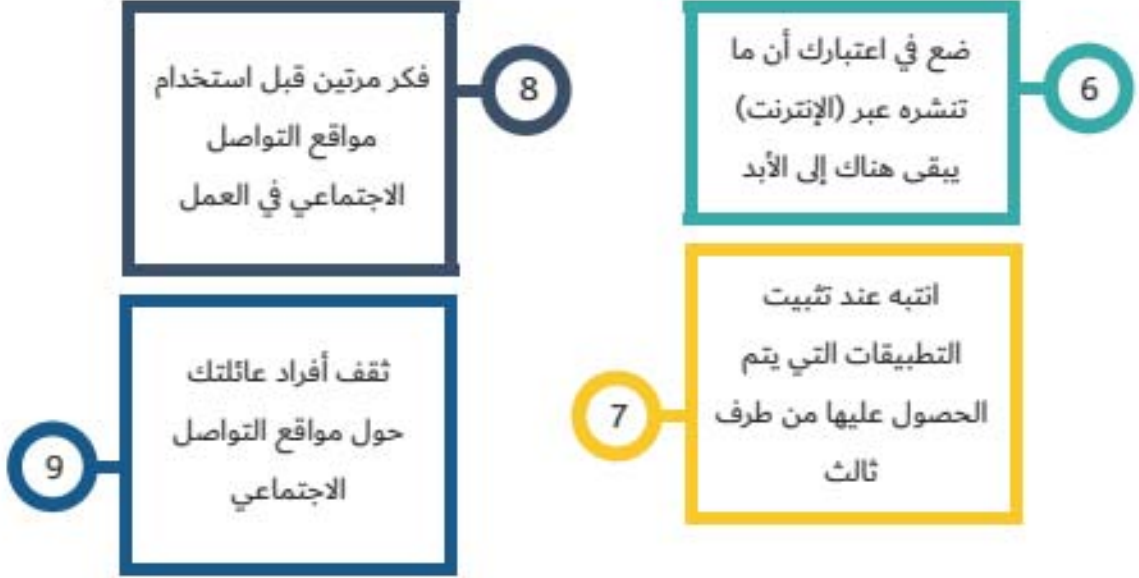 6
ضع في اعتبارك أن ما
تنشره عبر (الإنترنت)
يبقى هناك إلى الأبد
7
انتبه عند تثبيت
التطبيقات التي يتم
الحصول عليها من طرف
ثالث
8
فكر مرتين قبل استخدام
مواقع التواصل
الاجتماعي في العمل
9
ثقف أفراد عائلتك
حول مواقع التواصل
الاجتماعي